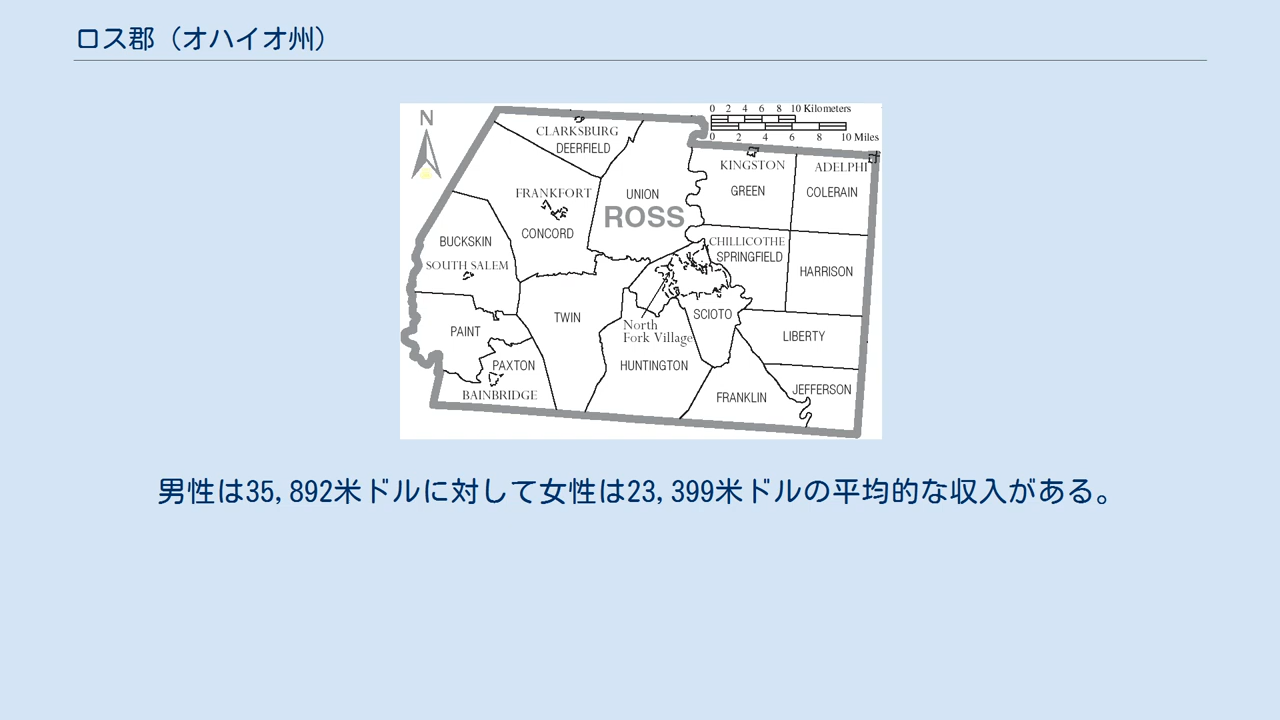 ロス郡（オハイオ州）
0 2 4 6 8 10 Kilometers
0 2 4 6 8 10 Miles
N
CLARKSBURG
DEERFIELD
KINGSTON
ADELPHI
GREEN
COLERAIN
FRANKFORT
UNION
ROSS
CONCORD
BUCKSKIN
CHILLICOTHE
SPRINGFIELD
SOUTH SALEM
HARRISON
TWIN
SCIOTO
North
Fork Village
PAINT
LIBERTY
PAXTON
HUNTINGTON
BAINBRIDGE
FRANKLIN
JEFFERSON
男性は35,892米ドルに対して女性は23,399米ドルの平均的な収入がある。